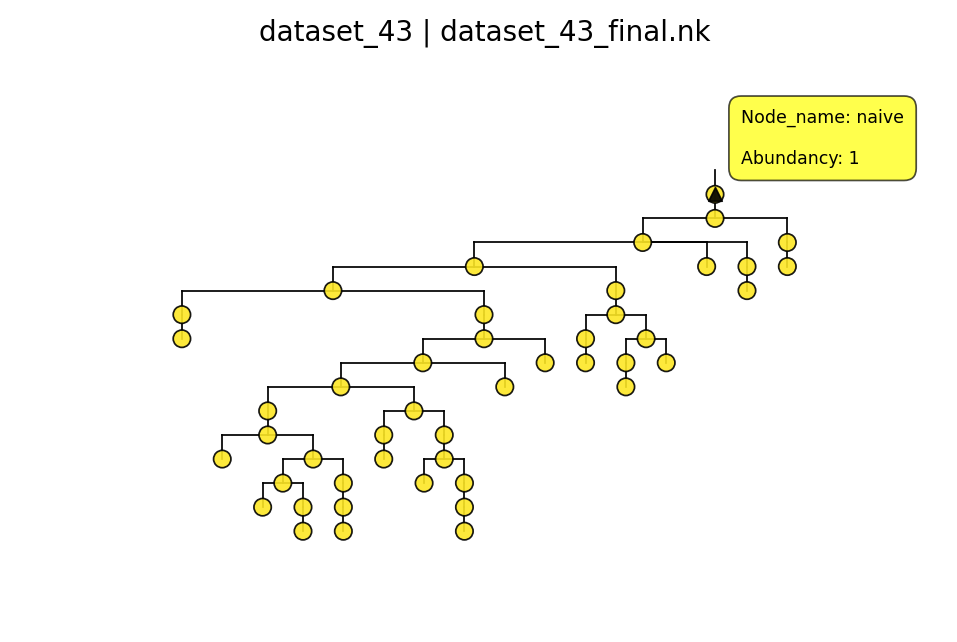 dataset_43 | dataset_43_final.nk
Node_name: naive
Abundancy: 1